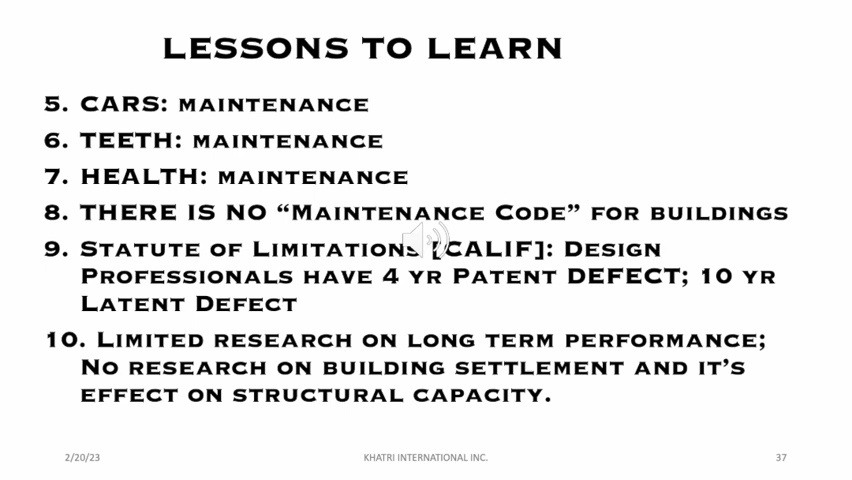 LESSONS TO LEARN
5. CARS: MAINTENANCE
6. TEETH: MAINTENANCE
7. HEALTH: MAINTENANCE
8. THERE IS NO “MAINTENANCE CODE” FOR BUILDINGS
9. STATUTE OF LIMITATIONS [CALIF]: DESIGN
PROFESSIONALS HAVE 4 YR PATENT DEFECT; 10 YR
LATENT DEFECT
10. LIMITED RESEARCH ON LONG TERM PERFORMANCE;
NO RESEARCH ON BUILDING SETTLEMENT AND IT’S
EFFECT ON STRUCTURAL CAPACITY.
2/20/23 KHATRI INTERNATIONAL INC. 37